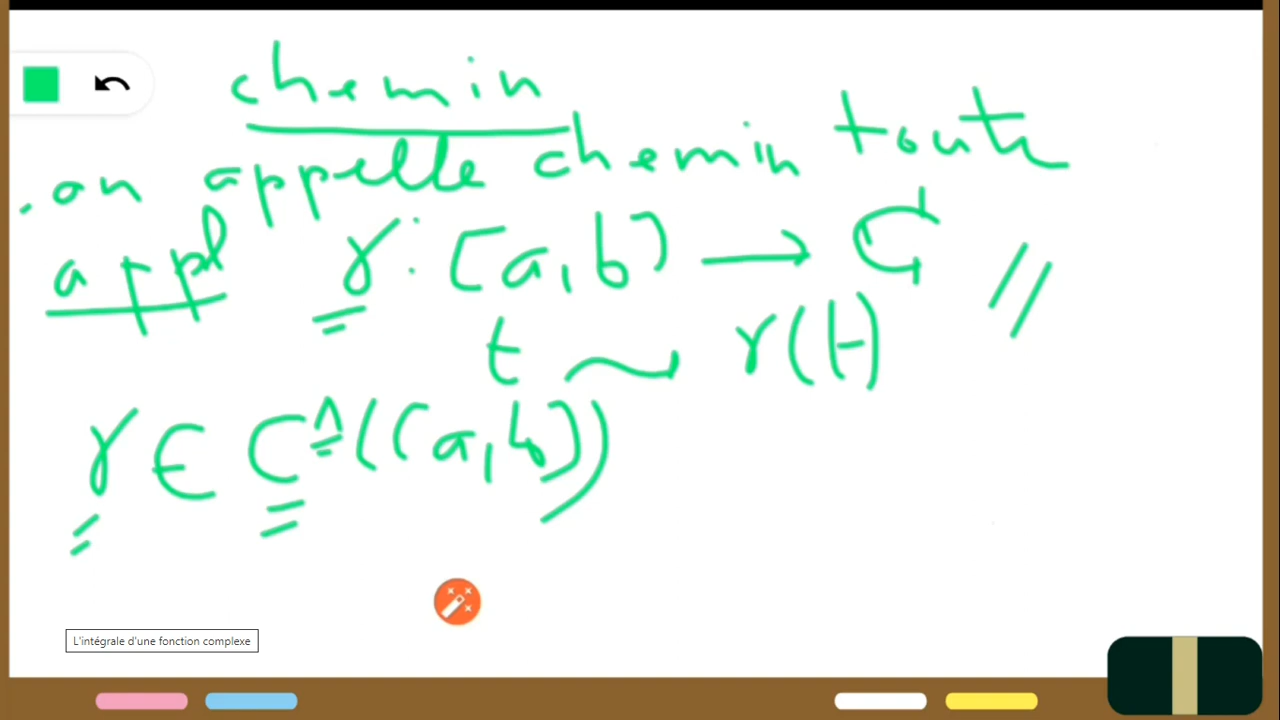 chemin
. on appelle chemin toute
appl γ : [a, b] → ℂ //
t ⤳ γ(t)
γ ∈ C¹([a, b])
L'intégrale d'une fonction complexe